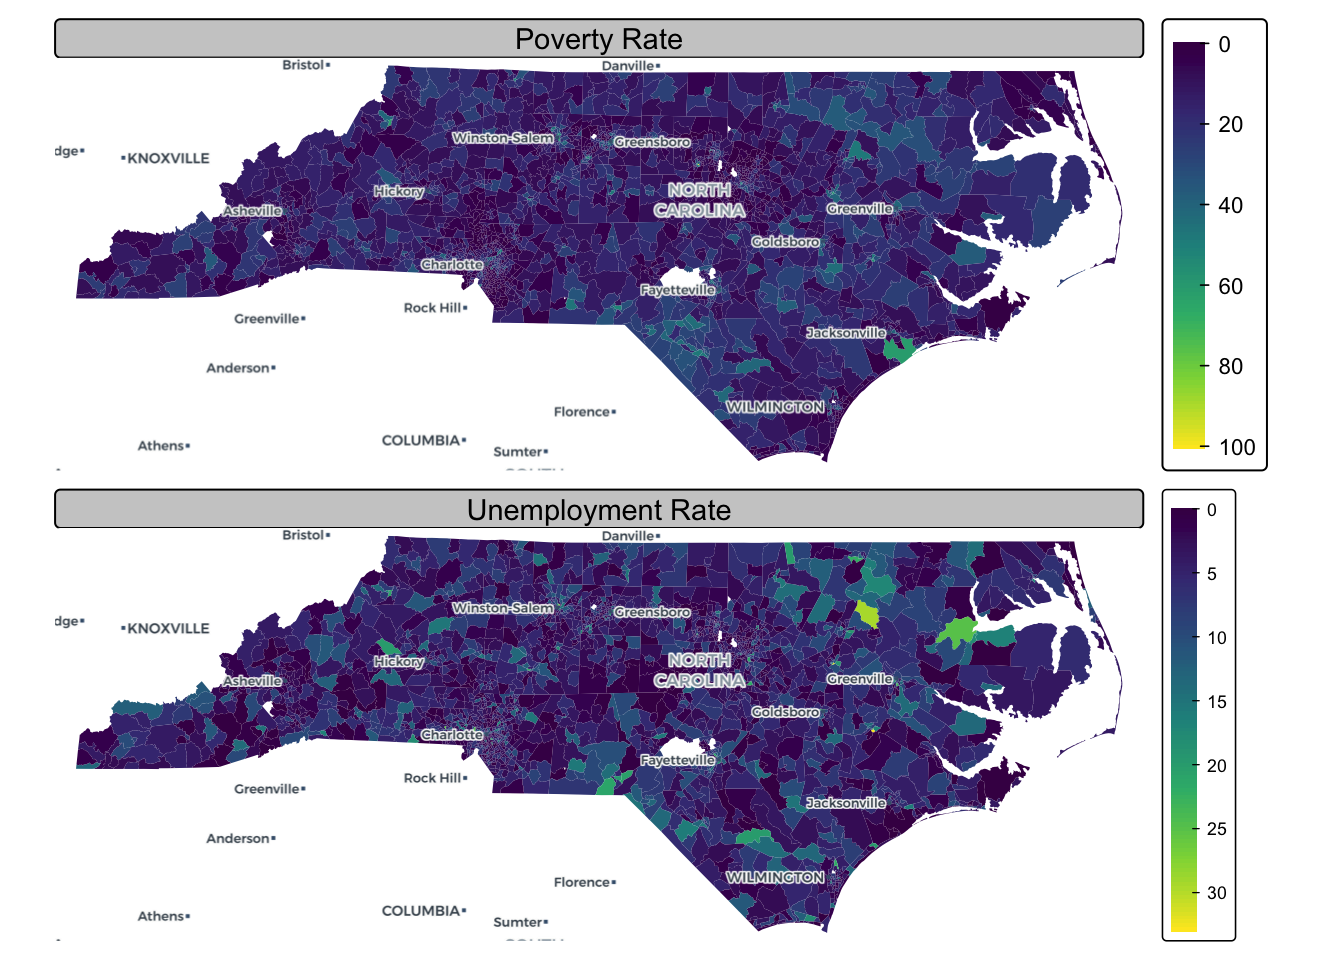 Poverty Rate
Bristol
Danville
Winston-Salem
Greensboro
dge
KNOXVILLE
Hickory
NORTH
CAROLINA
Asheville
Greenville
Goldsboro
Charlotte
Fayetteville
Rock Hill
Greenville
Jacksonville
Anderson
WILMINGTON
Florence
COLUMBIA
Athens
Sumter
0
20
40
60
80
100
Unemployment Rate
Bristol
Danville
Winston-Salem
Greensboro
dge
KNOXVILLE
Hickory
NORTH
CAROLINA
Asheville
Greenville
Goldsboro
Charlotte
Fayetteville
Rock Hill
Greenville
Jacksonville
Anderson
WILMINGTON
Florence
COLUMBIA
Athens
Sumter
0
5
10
15
20
25
30